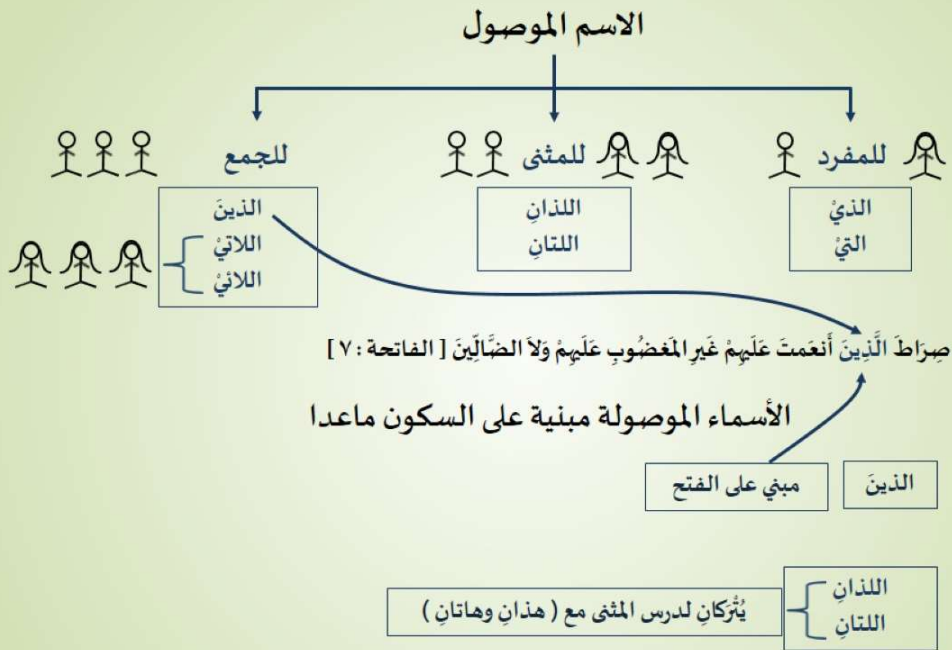 الاسم الموصول
للمفرد
الذيْ
التيْ
للمثنى
اللذانِ
اللتانِ
للجمع
الذينَ
اللاتيْ
اللائيْ
صِرَاطَ الَّذِينَ أَنعَمتَ عَلَيهِمْ غَيرِ المَغضُوبِ عَلَيهِمْ وَلاَ الضَّالِّينَ [ الفاتحة : ٧ ]
الأسماء الموصولة مبنية على السكون ماعدا
الذينَ
مبني على الفتح
اللذانِ
اللتانِ
يُتْرَكانِ لدرس المثنى مع ( هذانِ وهاتانِ )